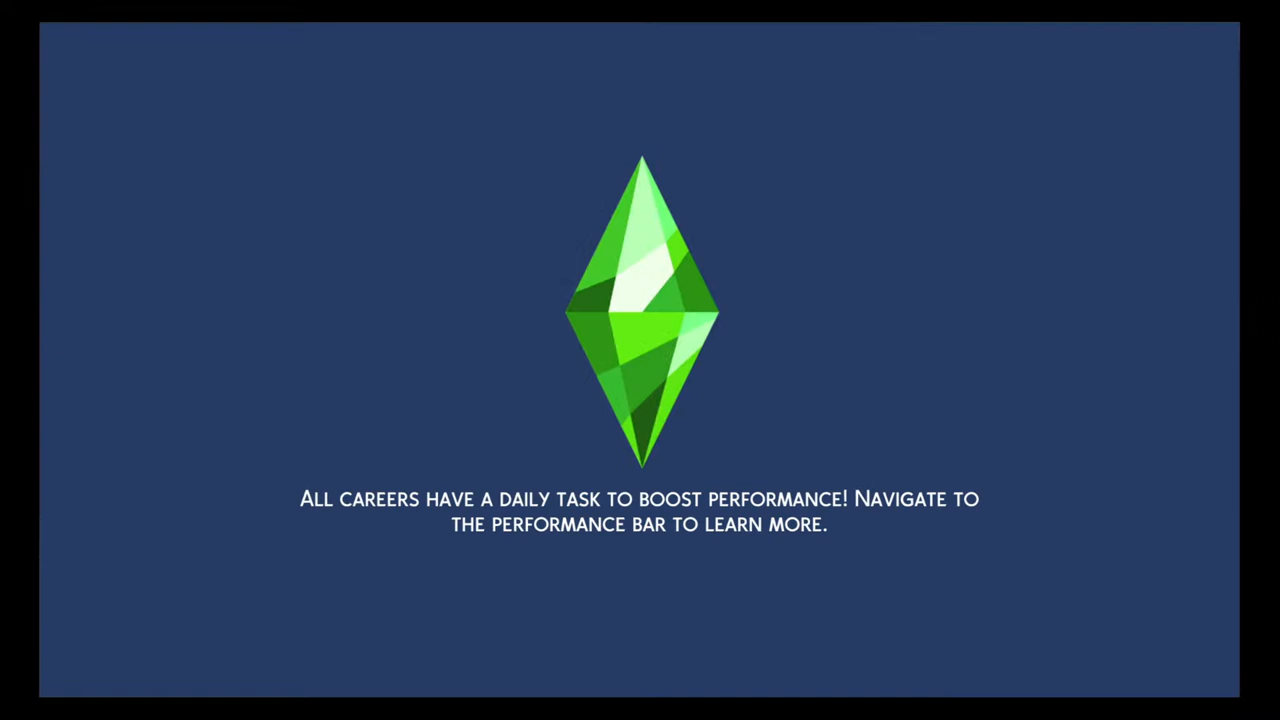 All careers have a daily task to boost performance! Navigate to
the performance bar to learn more.